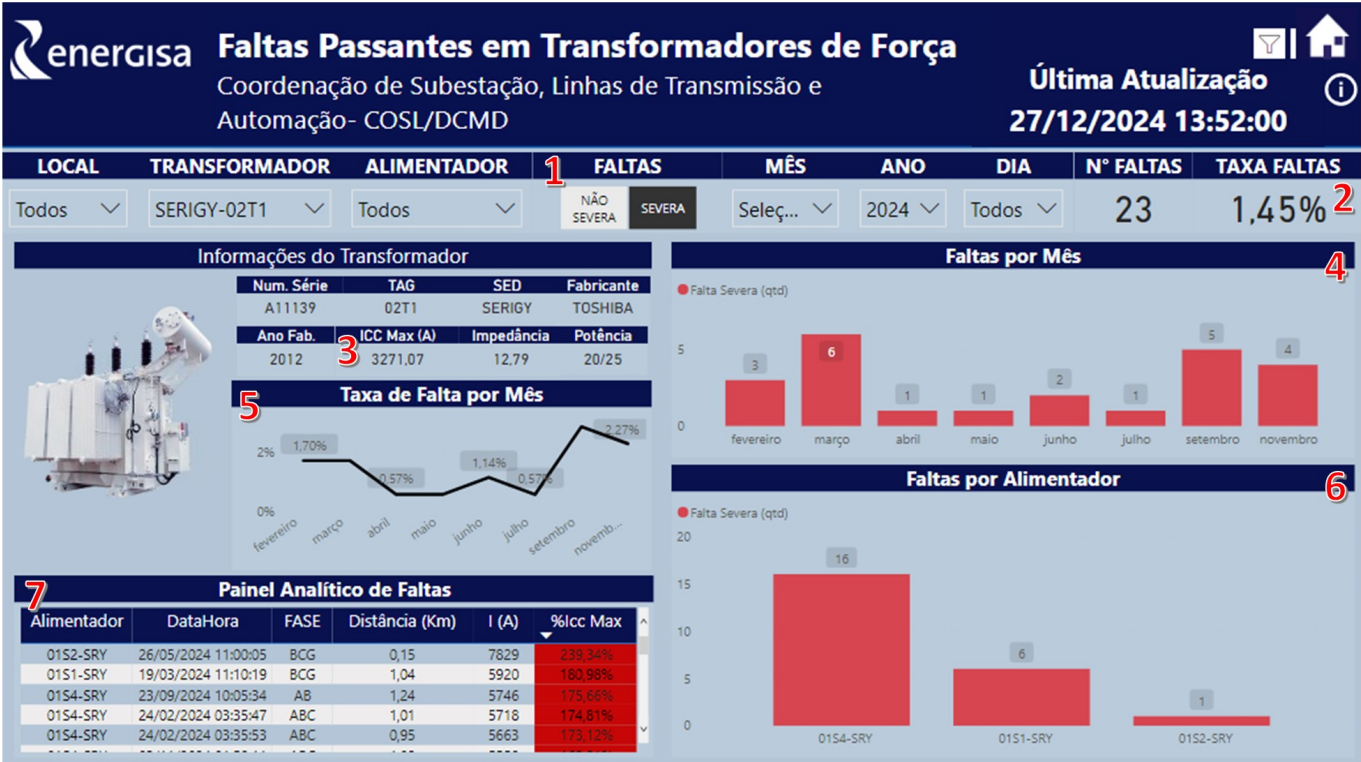 energisa
Faltas Passantes em Transformadores de Força
Coordenação de Subestação, Linhas de Transmissão e
Automação- COSL/DCMD
Última Atualização
27/12/2024 13:52:00
LOCAL TRANSFORMADOR ALIMENTADOR 1 FALTAS MÊS ANO DIA N° FALTAS TAXA FALTAS
Todos SERIGY-02T1 Todos NÃO SEVERA SEVERA Seleç... 2024 Todos 23 1,45% 2
Informações do Transformador
Num. Série TAG SED Fabricante
A11139 02T1 SERIGY TOSHIBA
Ano Fab. ICC Max (A) Impedância Potência
2012 3 3271,07 12,79 20/25
5 Taxa de Falta por Mês
2%
0%
1,70% 0,57% 1,14% 0,57% 2,27%
fevereiro março abril maio junho julho setembro novemb...
Faltas por Mês 4
Falta Severa (qtd)
5
0
3 6 1 1 2 1 5 4
fevereiro março abril maio junho julho setembro novembro
Faltas por Alimentador 6
Falta Severa (qtd)
20
15
10
5
0
16 6 1
01S4-SRY 01S1-SRY 01S2-SRY
7 Painel Analítico de Faltas
Alimentador DataHora FASE Distância (Km) I (A) %Icc Max
01S2-SRY 26/05/2024 11:00:05 BCG 0,15 7829 239,34%
01S1-SRY 19/03/2024 11:10:19 BCG 1,04 5920 180,98%
01S4-SRY 23/09/2024 10:05:34 AB 1,24 5746 175,66%
01S4-SRY 24/02/2024 03:35:47 ABC 1,01 5718 174,81%
01S4-SRY 24/02/2024 03:35:53 ABC 0,95 5663 173,12%